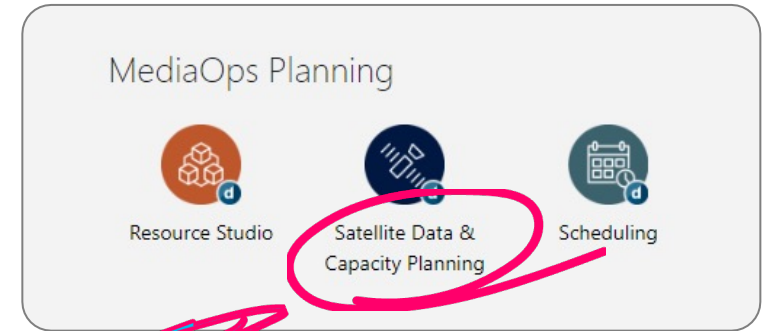 MediaOps Planning
d
d
d
Resource Studio
Satellite Data &
Capacity Planning
Scheduling